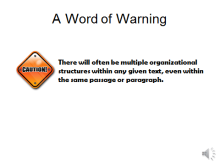 A Word of Warning
CAUTION!
There will often be multiple organizational
structures within any given text, even within
the same passage or paragraph.